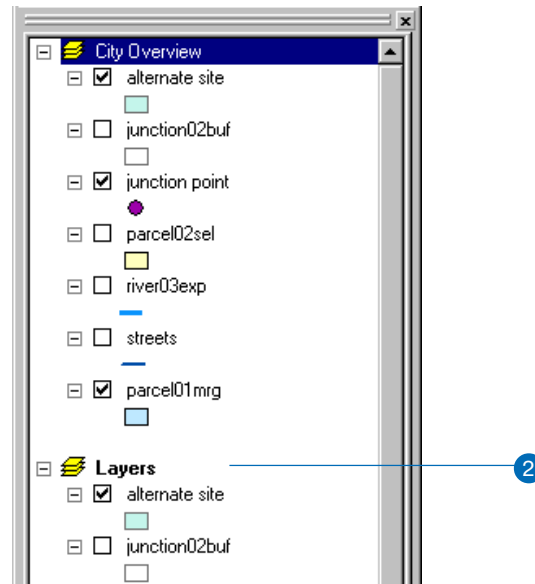 City Overview
alternate site
junction02buf
junction point
parcel02sel
river03exp
streets
parcel01mrg
Layers
2
alternate site
junction02buf